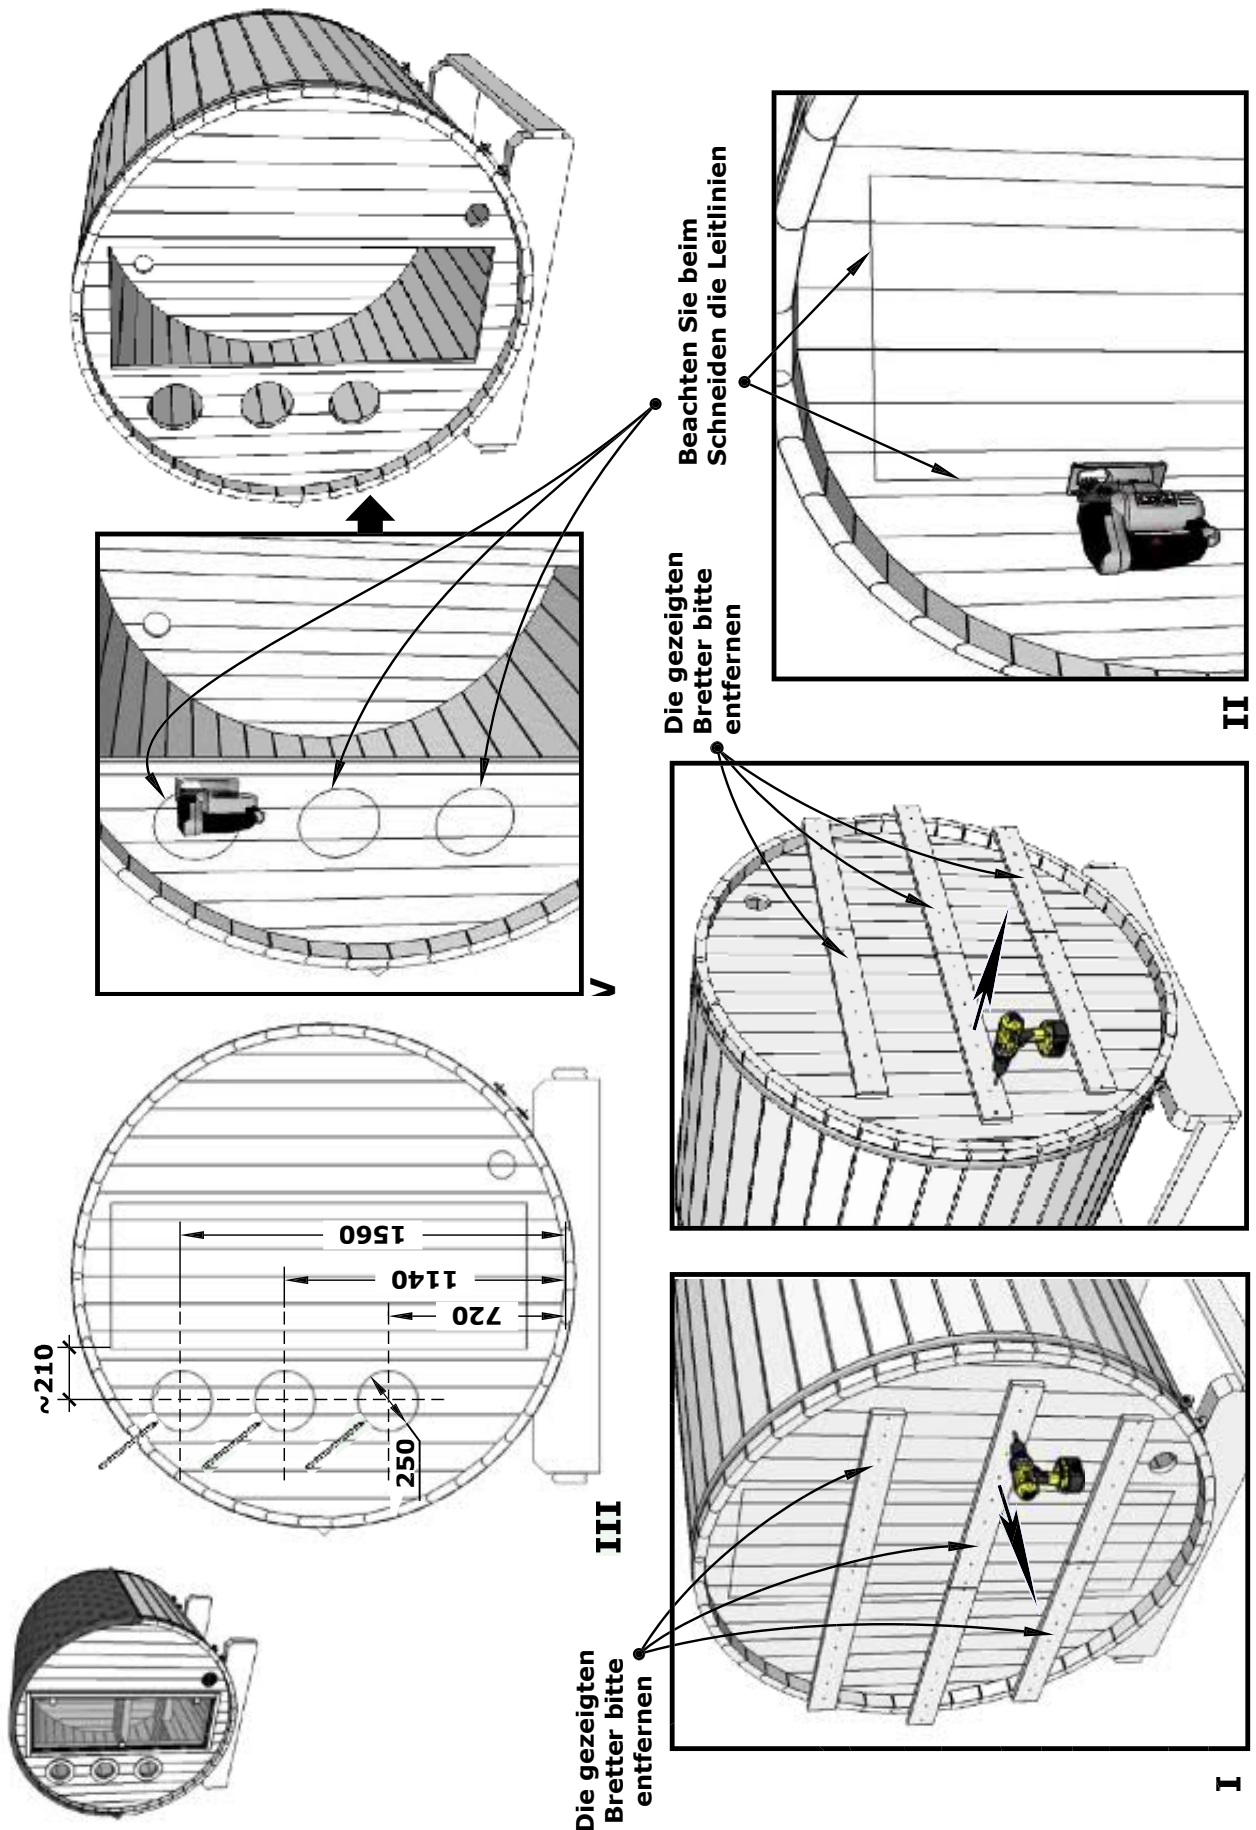 I
Die gezeigten
Bretter bitte
entfernen
Die gezeigten
Bretter bitte
entfernen
II
Beachten Sie beim
Schneiden die Leitlinien
III
~210
250
720
1140
1560
V